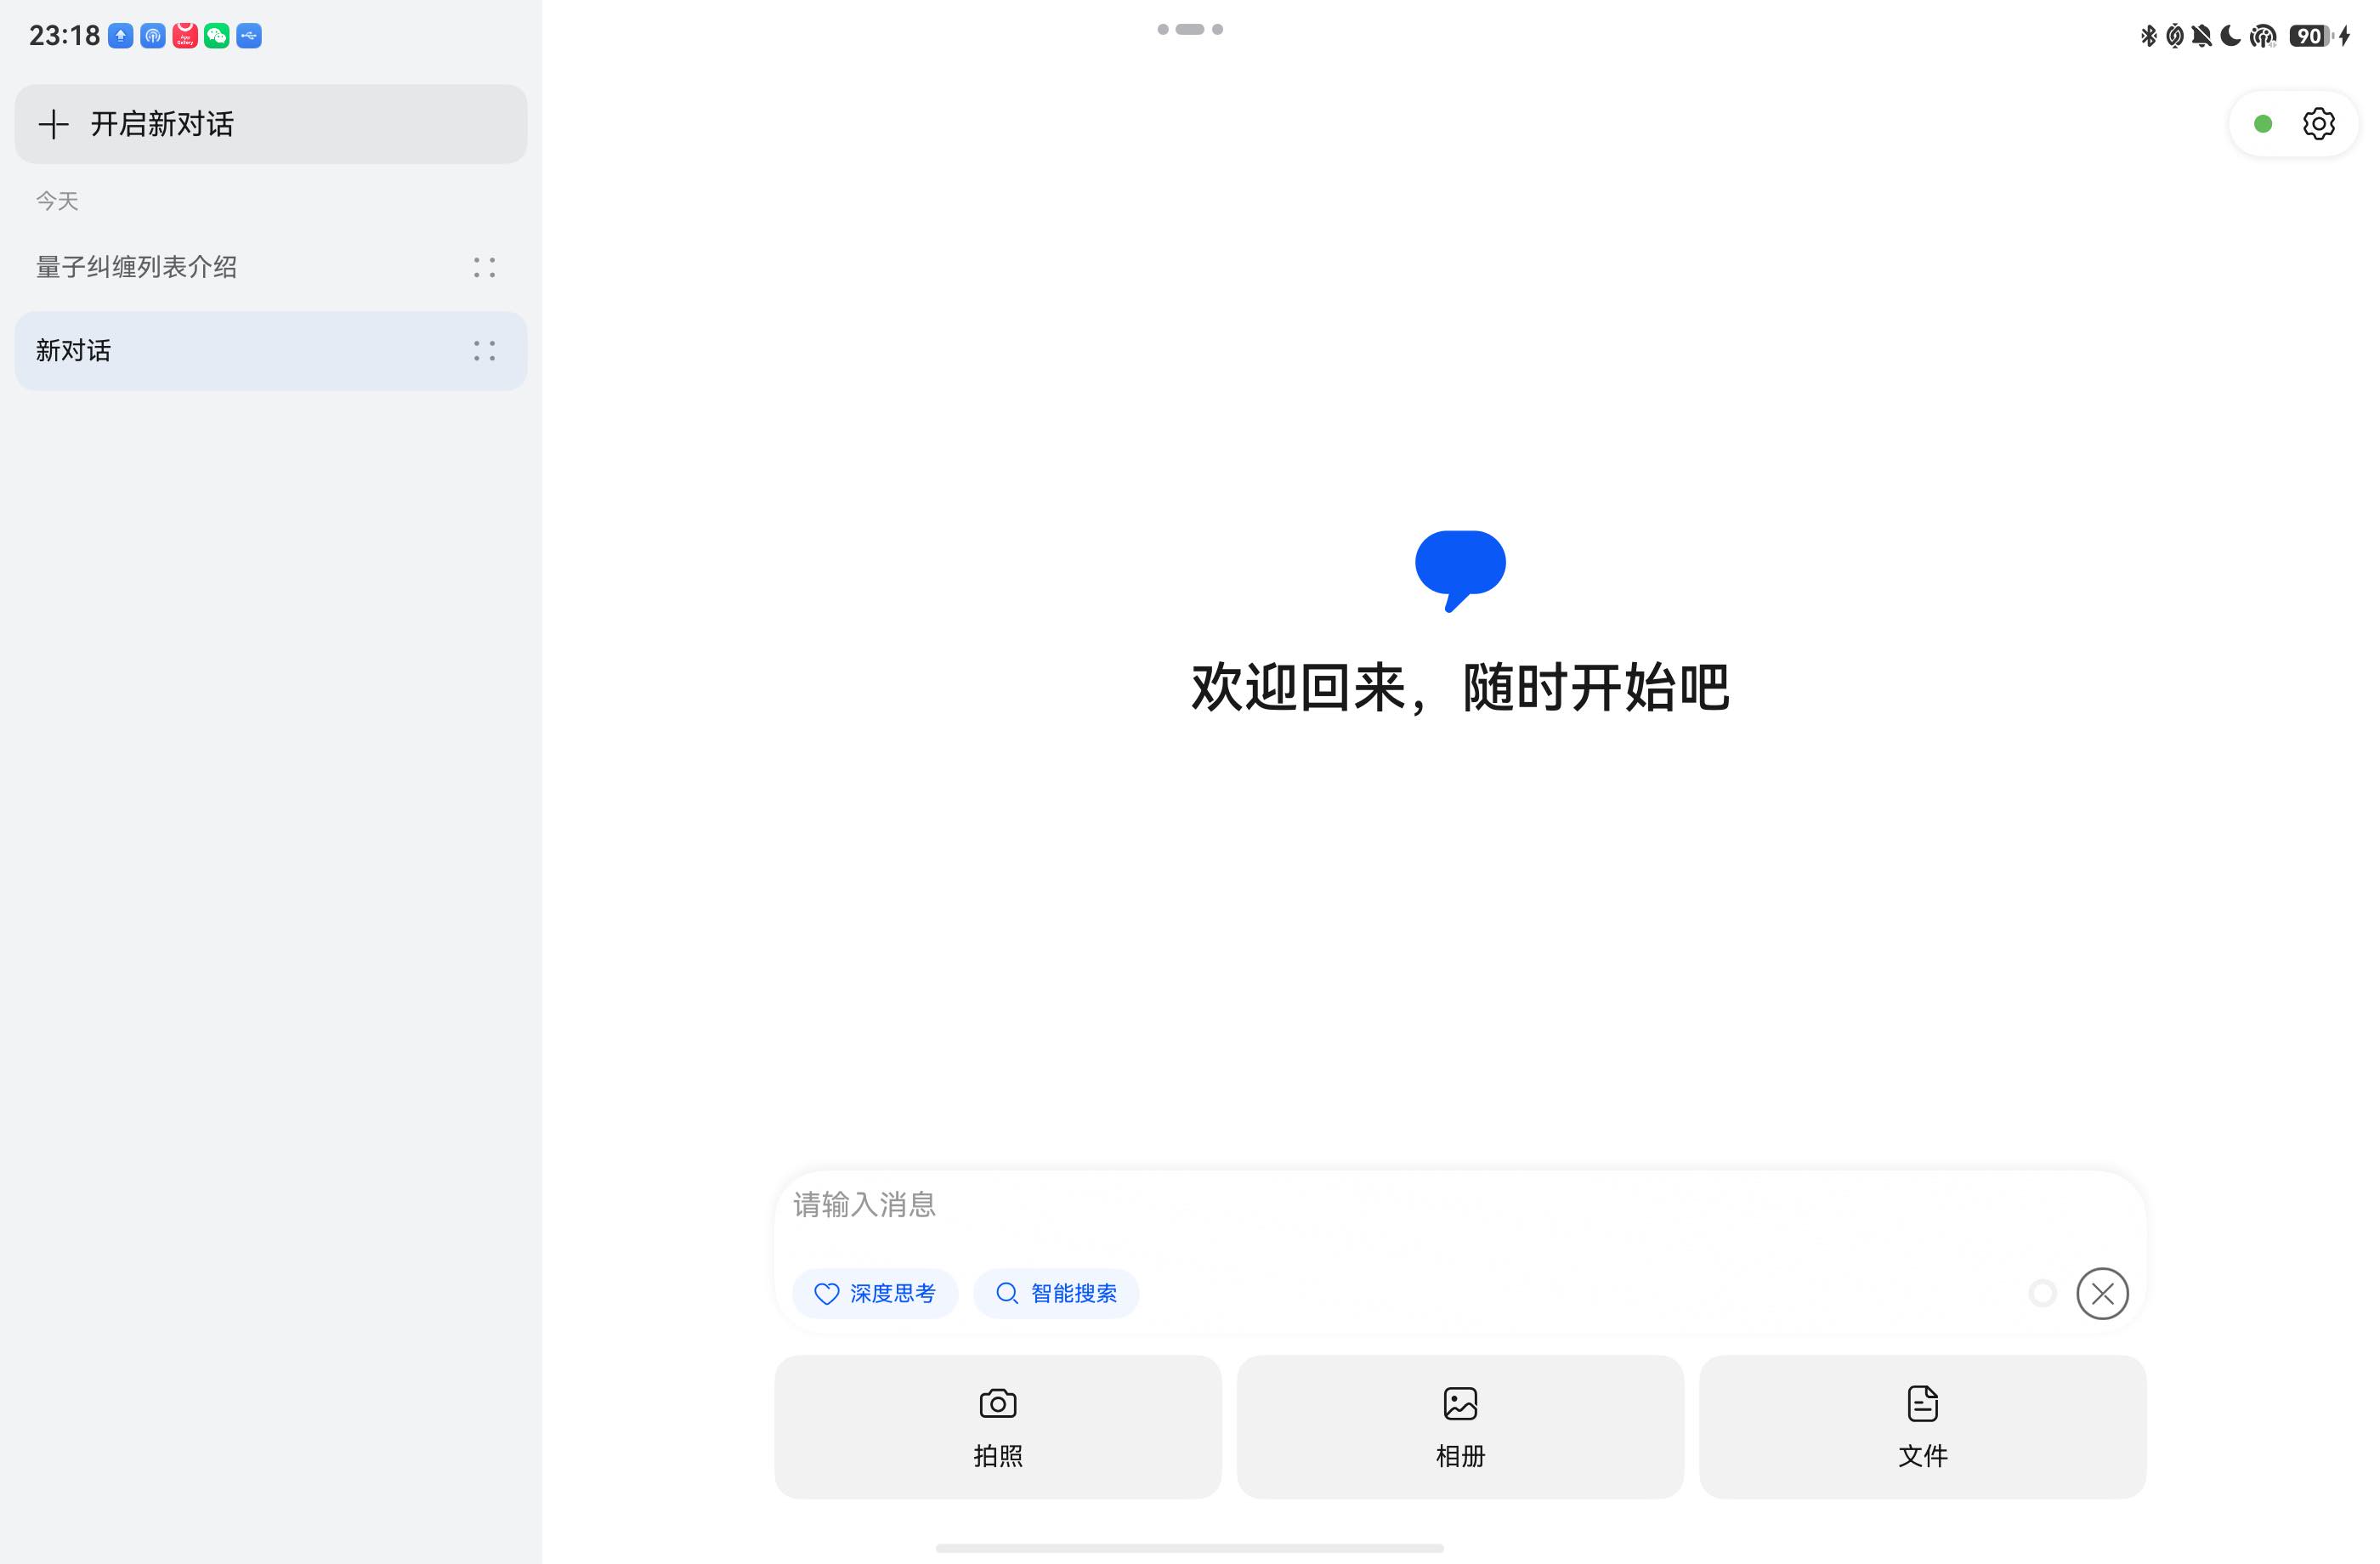 23:18
90
开启新对话
今天
量子纠缠列表介绍
新对话
欢迎回来，随时开始吧
请输入消息
深度思考
智能搜索
拍照
相册
文件